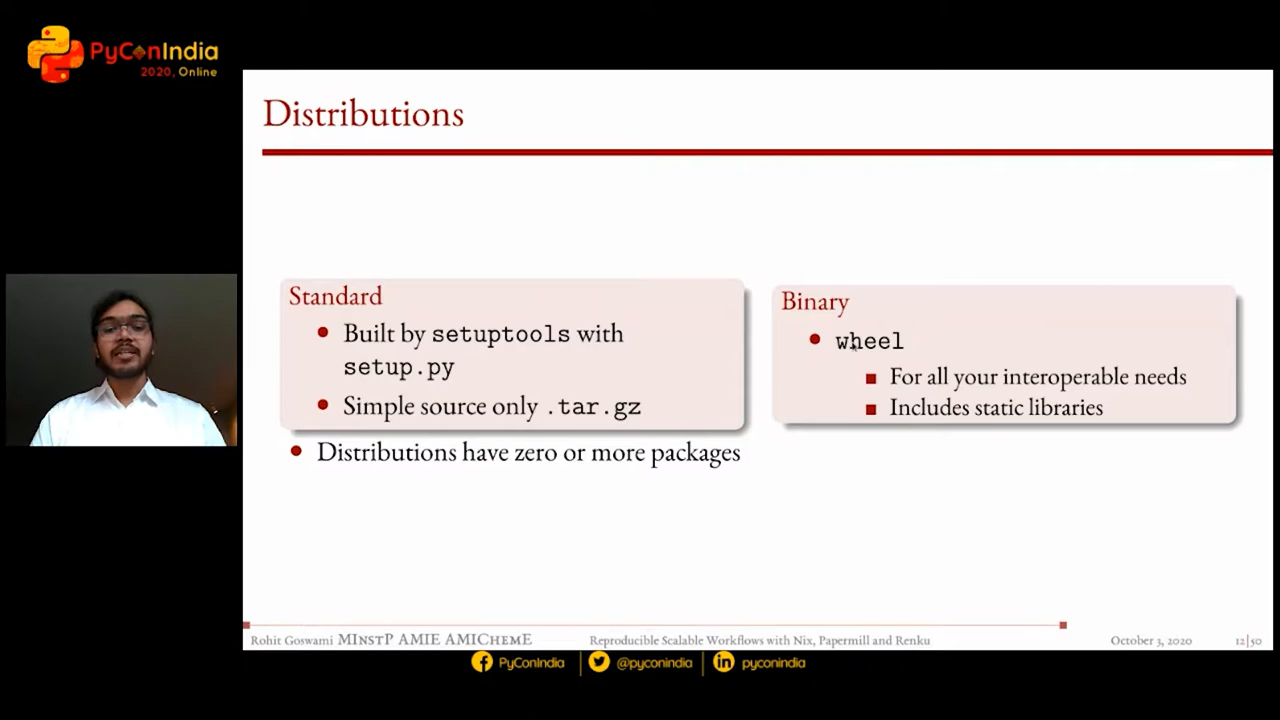 PyConIndia
2020, Online
Distributions
Standard
Built by setuptools with
setup.py
Simple source only .tar.gz
Distributions have zero or more packages
Binary
wheel
For all your interoperable needs
Includes static libraries
Rohit Goswami MInstP AMIE AMIChemE
Reproducible Scalable Workflows with Nix, Papermill and Renku
October 3, 2020
12|50
PyConIndia
@pyconindia
pyconindia